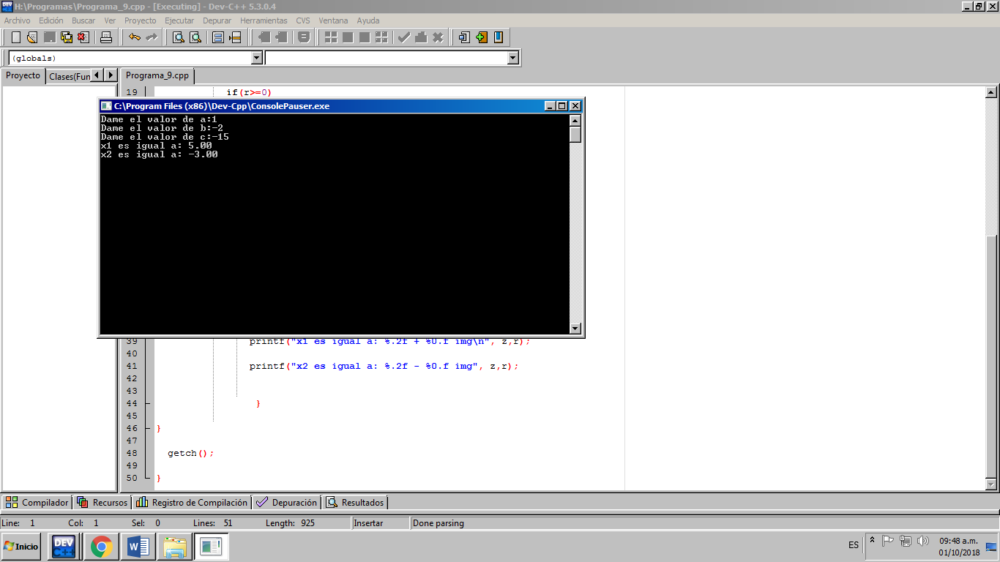 H:\Programas\Programa_9.cpp - [Executing] - Dev-C++ 5.3.0.4
Archivo Edición Buscar Ver Proyecto Ejecutar Depurar Herramientas CVS Ventana Ayuda
(globals)
Proyecto Clases(Fun Programa_9.cpp
19 if(r>=0)
C:\Program Files (x86)\Dev-Cpp\ConsolePauser.exe
Dame el valor de a:1
Dame el valor de b:-2
Dame el valor de c:-15
x1 es igual a: 5.00
x2 es igual a: -3.00
39 printf("x1 es igual a: %.2f + %0.f img\n", z,r);
40
41 printf("x2 es igual a: %.2f - %0.f img", z,r);
42
43
44 }
45
46 }
47
48 getch();
49
50 }
Compilador Recursos Registro de Compilación Depuración Resultados
Line: 1 Col: 1 Sel: 0 Lines: 51 Length: 925 Insertar Done parsing
Inicio DEV C++ W ES 09:48 a.m.
01/10/2018